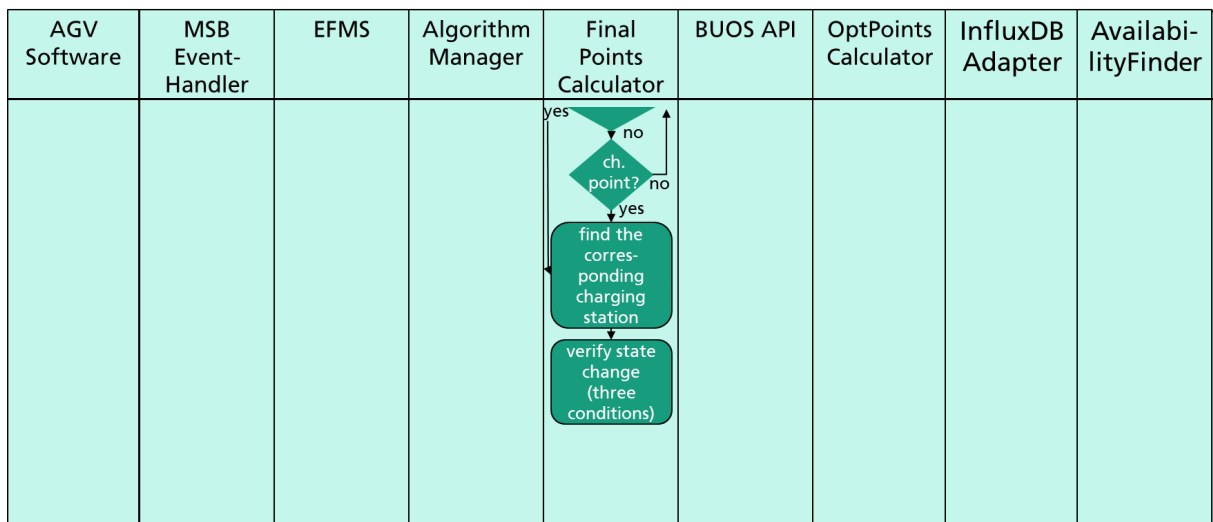 AGV
Software
MSB
Event-
Handler
EFMS
Algorithm
Manager
Final
Points
Calculator
BUOS API
OptPoints
Calculator
InfluxDB
Adapter
Availabi-
lityFinder
yes
no
ch.
point?
no
yes
find the
corres-
ponding
charging
station
verify state
change
(three
conditions)